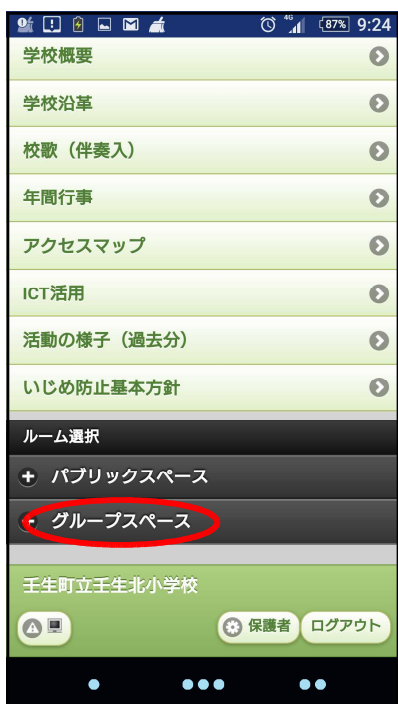 4G 87% 9:24
学校概要
学校沿革
校歌（伴奏入）
年間行事
アクセスマップ
ICT活用
活動の様子（過去分）
いじめ防止基本方針
ルーム選択
パブリックスペース
グループスペース
壬生町立壬生北小学校
保護者 ログアウト